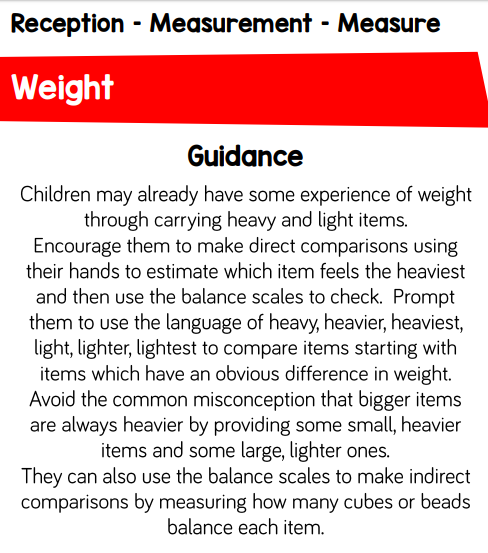 Reception - Measurement - Measure
Weight
Guidance
Children may already have some experience of weight
through carrying heavy and light items.
Encourage them to make direct comparisons using
their hands to estimate which item feels the heaviest
and then use the balance scales to check. Prompt
them to use the language of heavy, heavier, heaviest,
light, lighter, lightest to compare items starting with
items which have an obvious difference in weight.
Avoid the common misconception that bigger items
are always heavier by providing some small, heavier
items and some large, lighter ones.
They can also use the balance scales to make indirect
comparisons by measuring how many cubes or beads
balance each item.